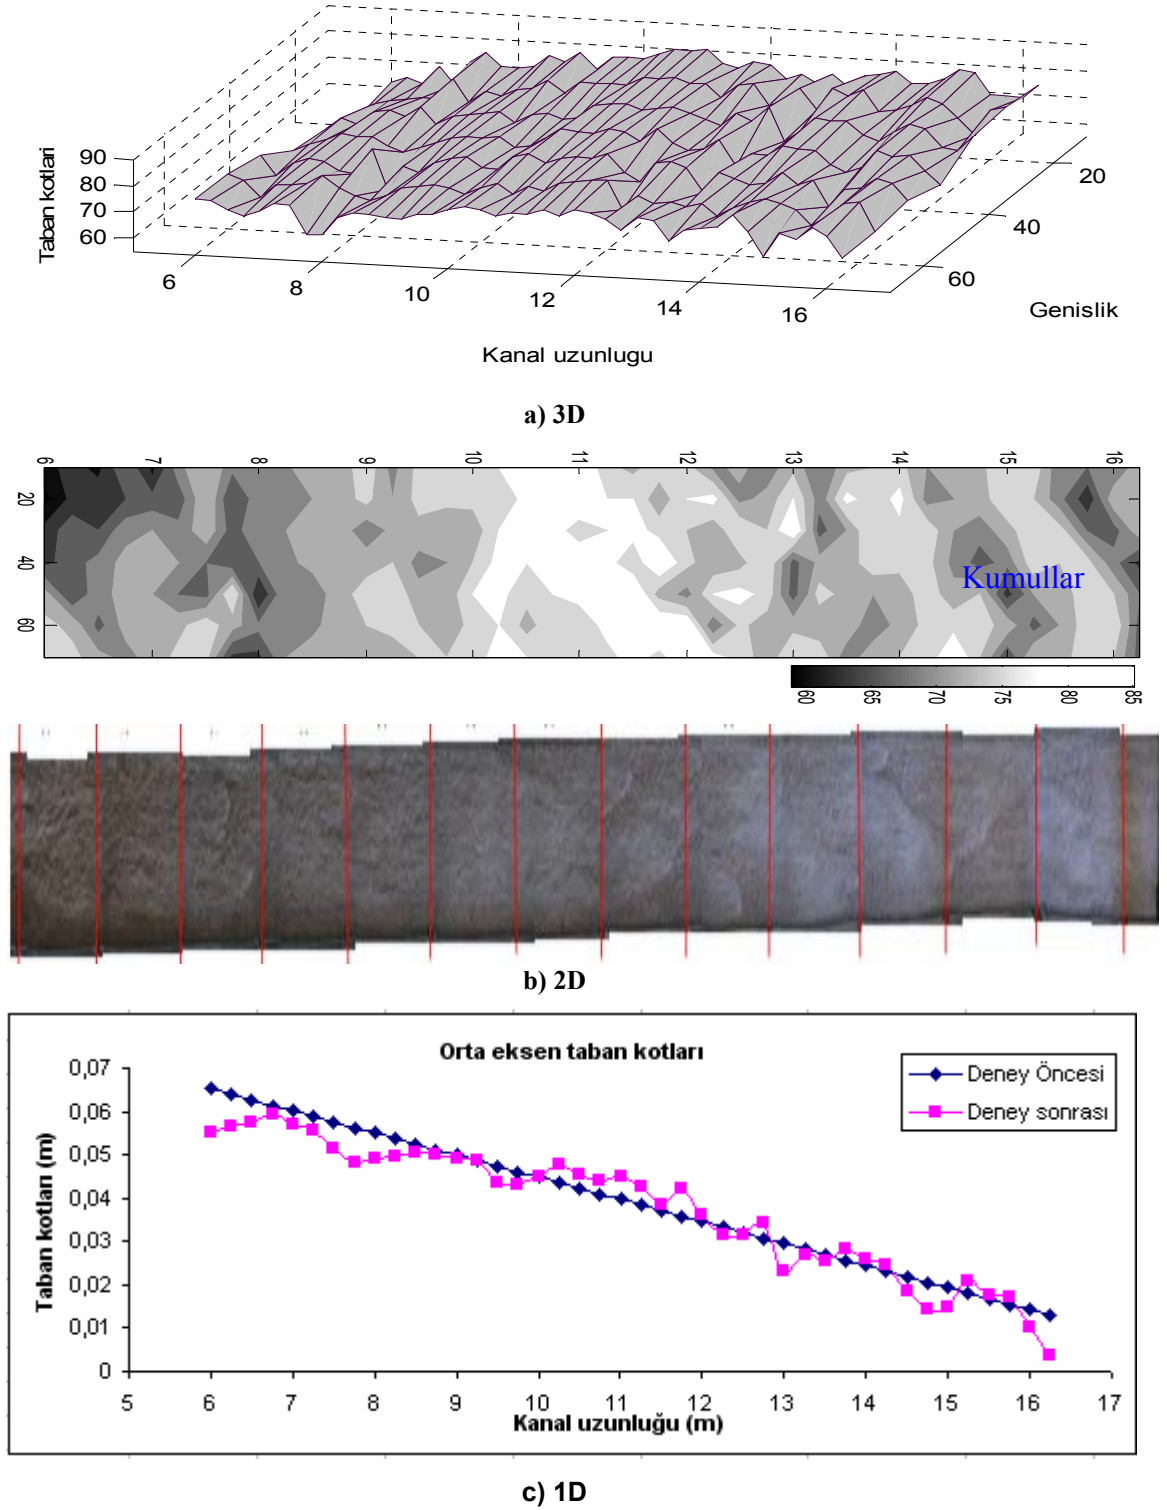 90
80
70
60
Taban kotlari
6
8
10
12
14
16
20
40
60
Genislik
Kanal uzunlugu
a) 3D
6 7 8 9 10 11 12 13 14 15 16
20
40
60
Kumullar
60 65 70 75 80 85
b) 2D
Orta eksen taban kotları
Deney Öncesi
Deney sonrası
0,07
0,06
0,05
0,04
0,03
0,02
0,01
0
Taban kotları (m)
5 6 7 8 9 10 11 12 13 14 15 16 17
Kanal uzunluğu (m)
c) 1D